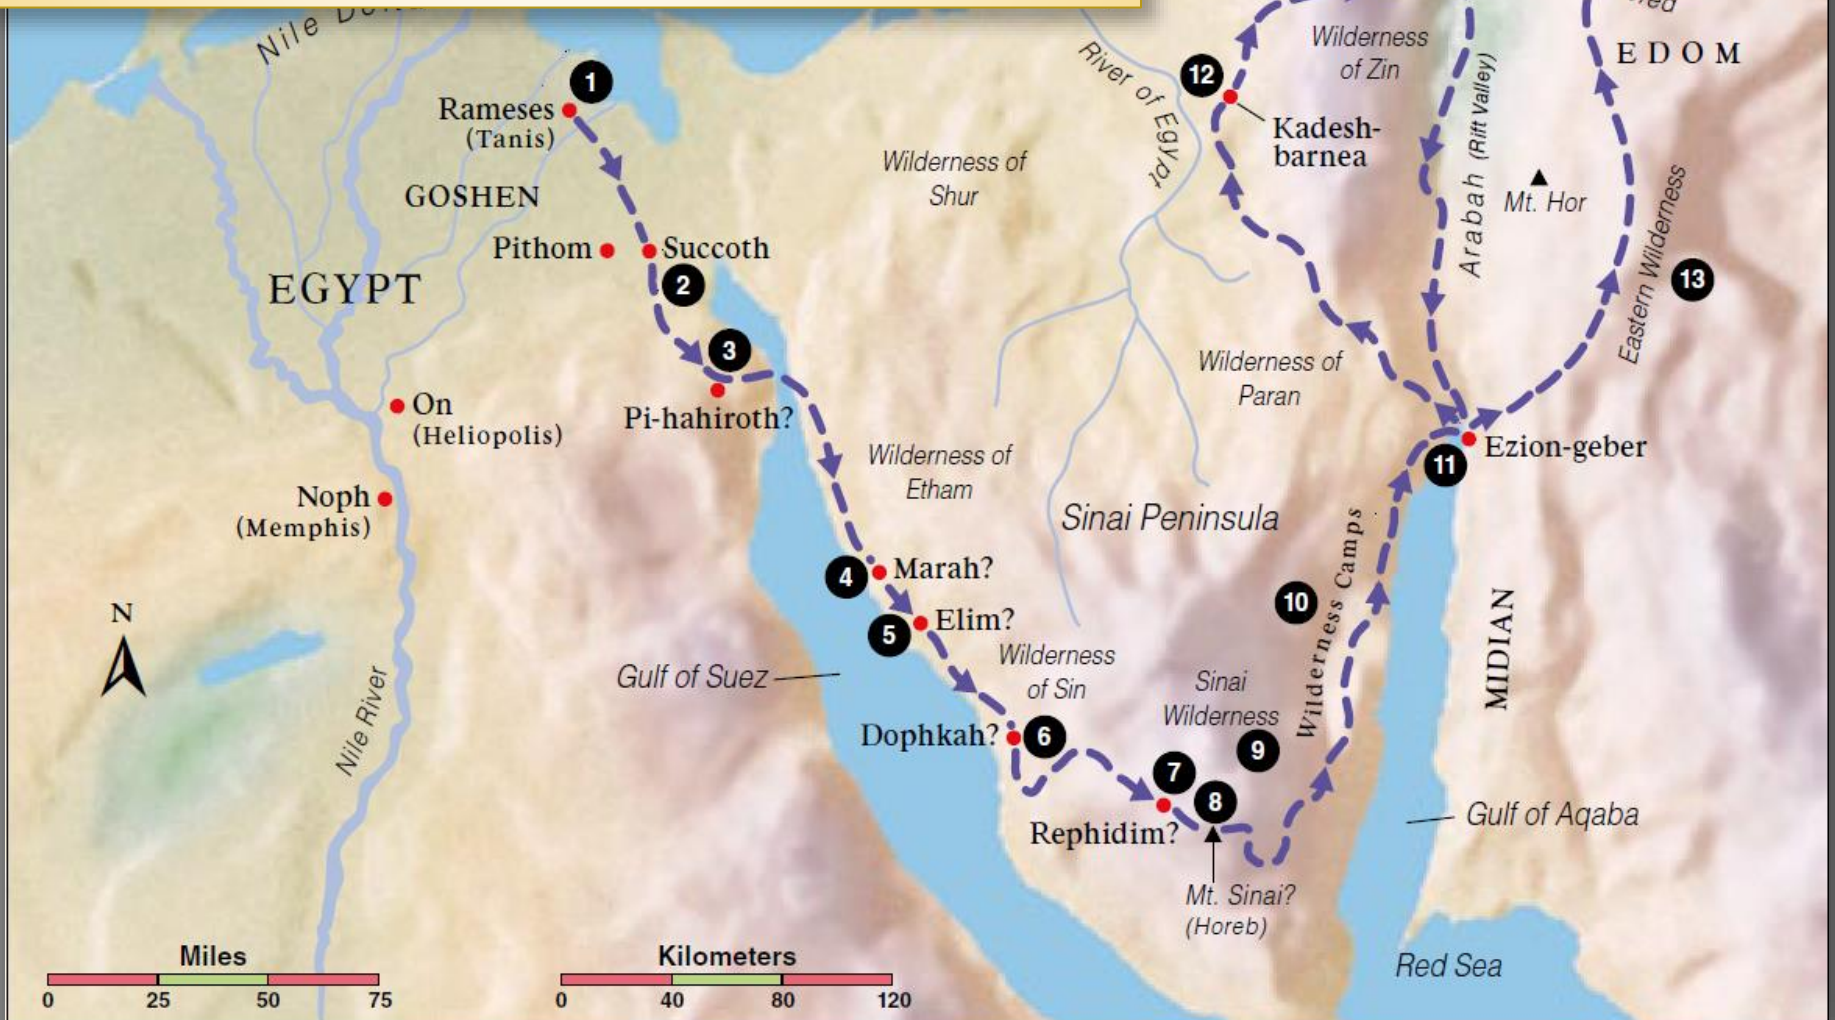 Nile
1
Rameses
(Tanis)
GOSHEN
Pithom
Succoth
2
EGYPT
3
Pi-hahiroth?
On
(Heliopolis)
Noph
(Memphis)
N
Nile River
Gulf of Suez
Wilderness of
Shur
River of Egypt
12
Kadesh-
barnea
Wilderness
of Zin
Arabah (Rift Valley)
EDOM
Mt. Hor
Eastern Wilderness
13
Wilderness of
Paran
Wilderness of
Etham
Sinai Peninsula
Ezion-geber
11
4
Marah?
5
Elim?
Wilderness
of Sin
Dophkah?
6
10
Wilderness Camps
Sinai
Wilderness
9
7
8
Rephidim?
Mt. Sinai?
(Horeb)
MIDIAN
Gulf of Aqaba
Red Sea
Miles
0 25 50 75
Kilometers
0 40 80 120